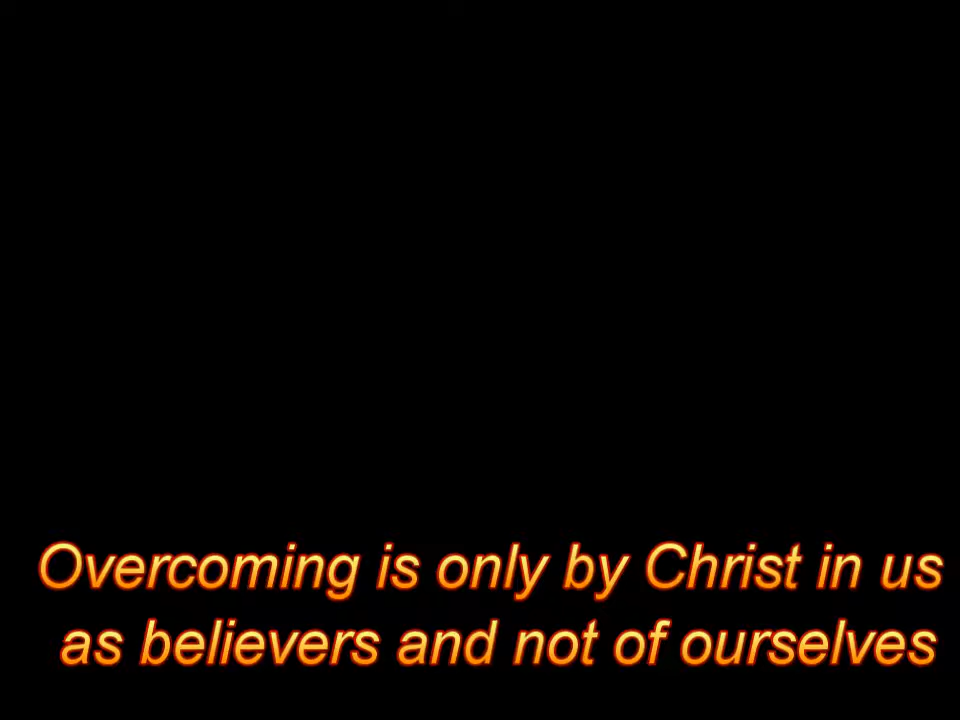 Overcoming is only by Christ in us
as believers and not of ourselves